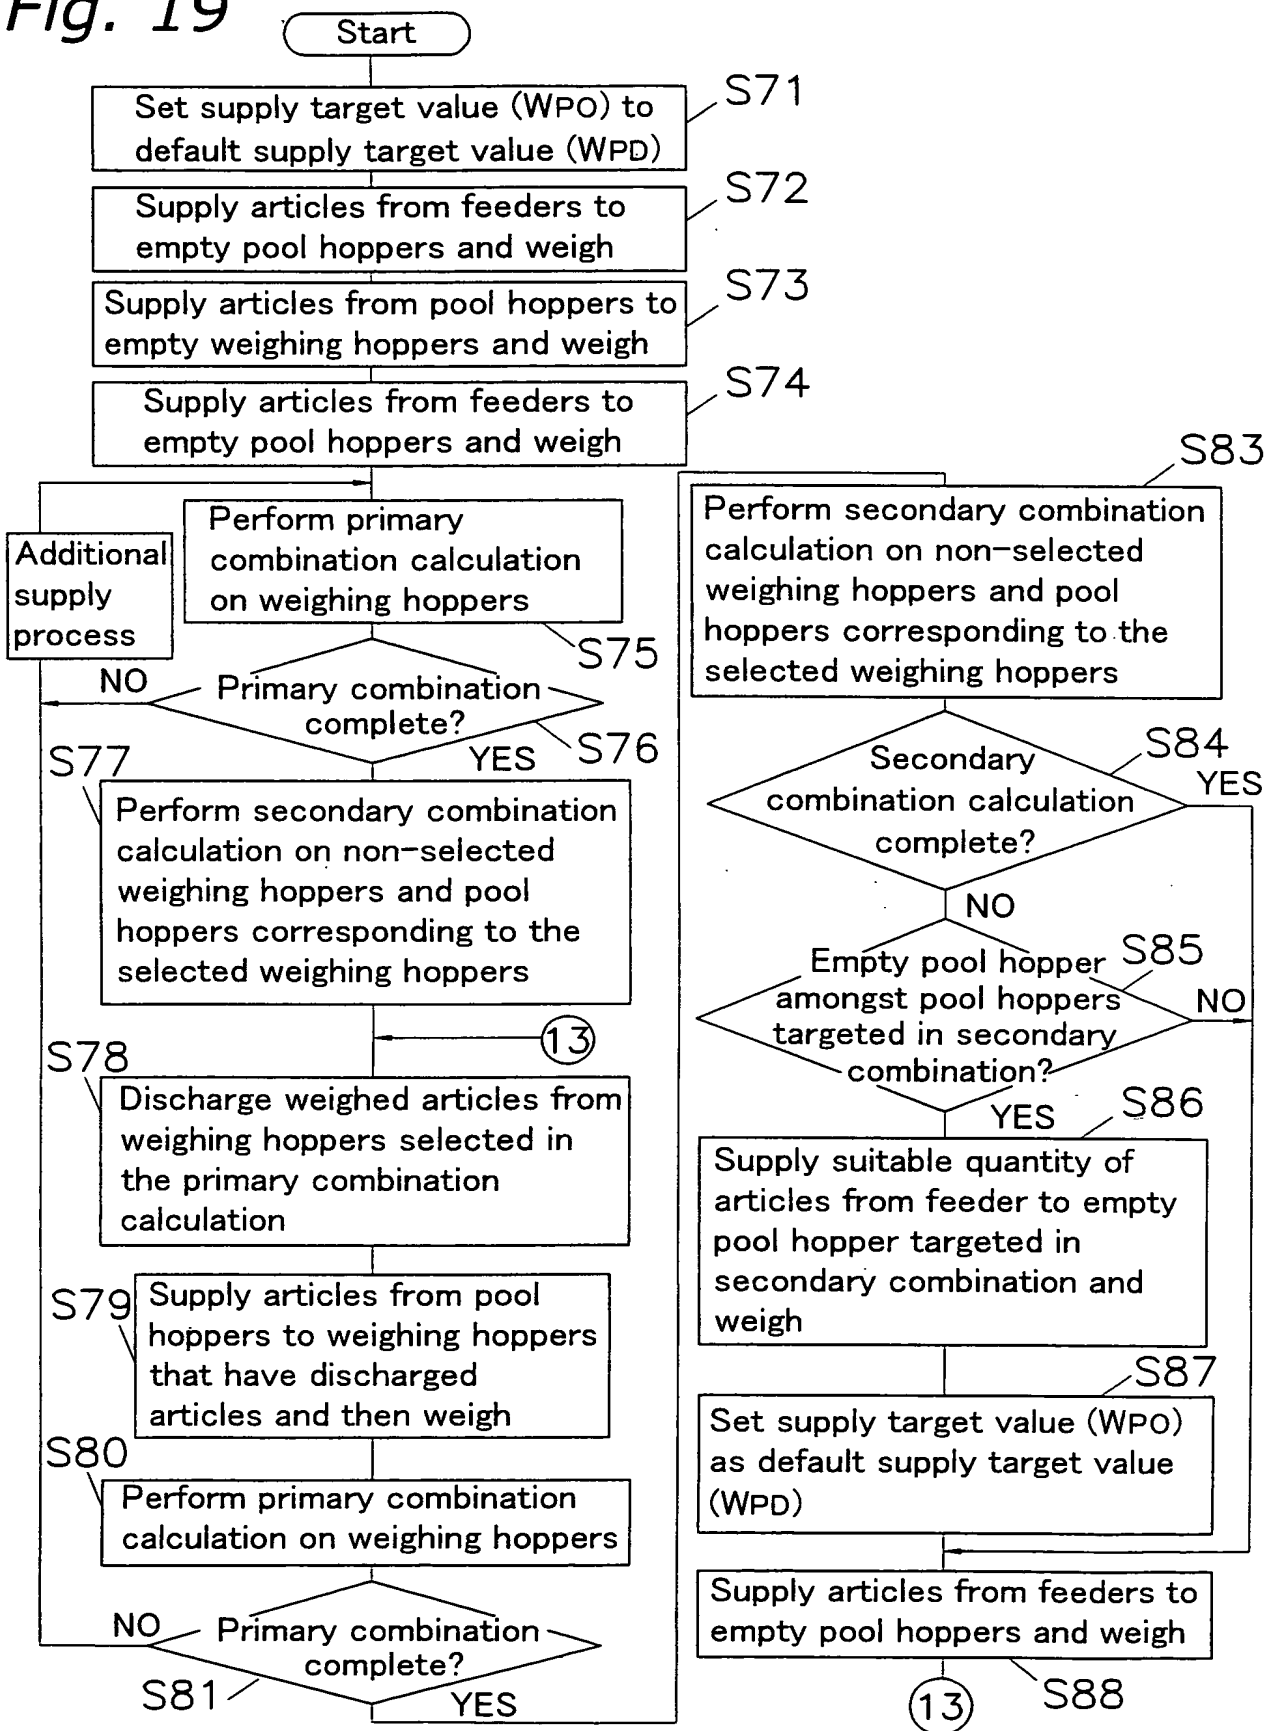 Fig. 19
Start
Set supply target value (WPO) to
default supply target value (WPD)
S71
Supply articles from feeders to
empty pool hoppers and weigh
S72
Supply articles from pool hoppers to
empty weighing hoppers and weigh
S73
Supply articles from feeders to
empty pool hoppers and weigh
S74
Additional
supply
process
Perform primary
combination calculation
on weighing hoppers
S75
NO
Primary combination
complete?
S76
YES
S77
Perform secondary combination
calculation on non-selected
weighing hoppers and pool
hoppers corresponding to the
selected weighing hoppers
13
S78
Discharge weighed articles from
weighing hoppers selected in
the primary combination
calculation
S79
Supply articles from pool
hoppers to weighing hoppers
that have discharged
articles and then weigh
S80
Perform primary combination
calculation on weighing hoppers
NO
Primary combination
complete?
S81
YES
S83
Perform secondary combination
calculation on non-selected
weighing hoppers and pool
hoppers corresponding to the
selected weighing hoppers
S84
Secondary
combination calculation
complete?
YES
NO
S85
Empty pool hopper
amongst pool hoppers
targeted in secondary
combination?
NO
YES
S86
Supply suitable quantity of
articles from feeder to empty
pool hopper targeted in
secondary combination and
weigh
S87
Set supply target value (WPO)
as default supply target value
(WPD)
Supply articles from feeders to
empty pool hoppers and weigh
S88
13